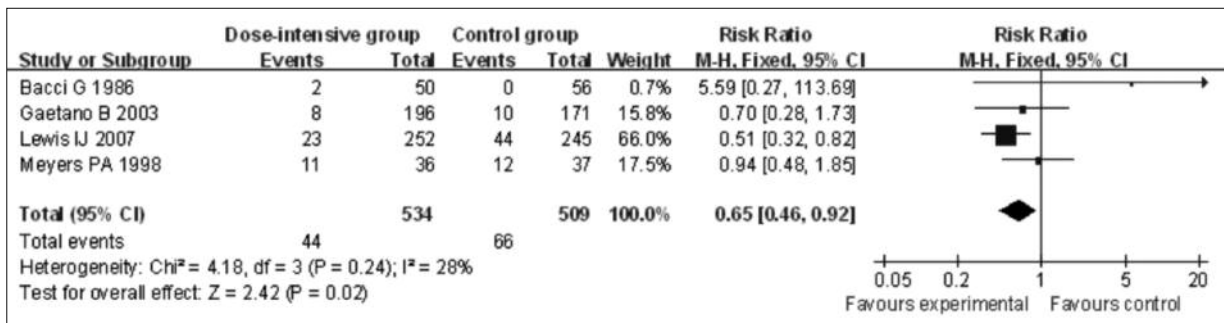 Dose-intensive group Control group Risk Ratio Risk Ratio
Study or Subgroup Events Total Events Total Weight M-H, Fixed, 95% CI M-H, Fixed, 95% CI
Bacci G 1986 2 50 0 56 0.7% 5.59 [0.27, 113.69]
Gaetano B 2003 8 196 10 171 15.8% 0.70 [0.28, 1.73]
Lewis IJ 2007 23 252 44 245 66.0% 0.51 [0.32, 0.82]
Meyers PA 1998 11 36 12 37 17.5% 0.94 [0.48, 1.85]
Total (95% CI) 534 509 100.0% 0.65 [0.46, 0.92]
Total events 44 66
Heterogeneity: Chi² = 4.18, df = 3 (P = 0.24); I² = 28%
Test for overall effect: Z = 2.42 (P = 0.02)
0.05 0.2 1 5 20
Favours experimental Favours control